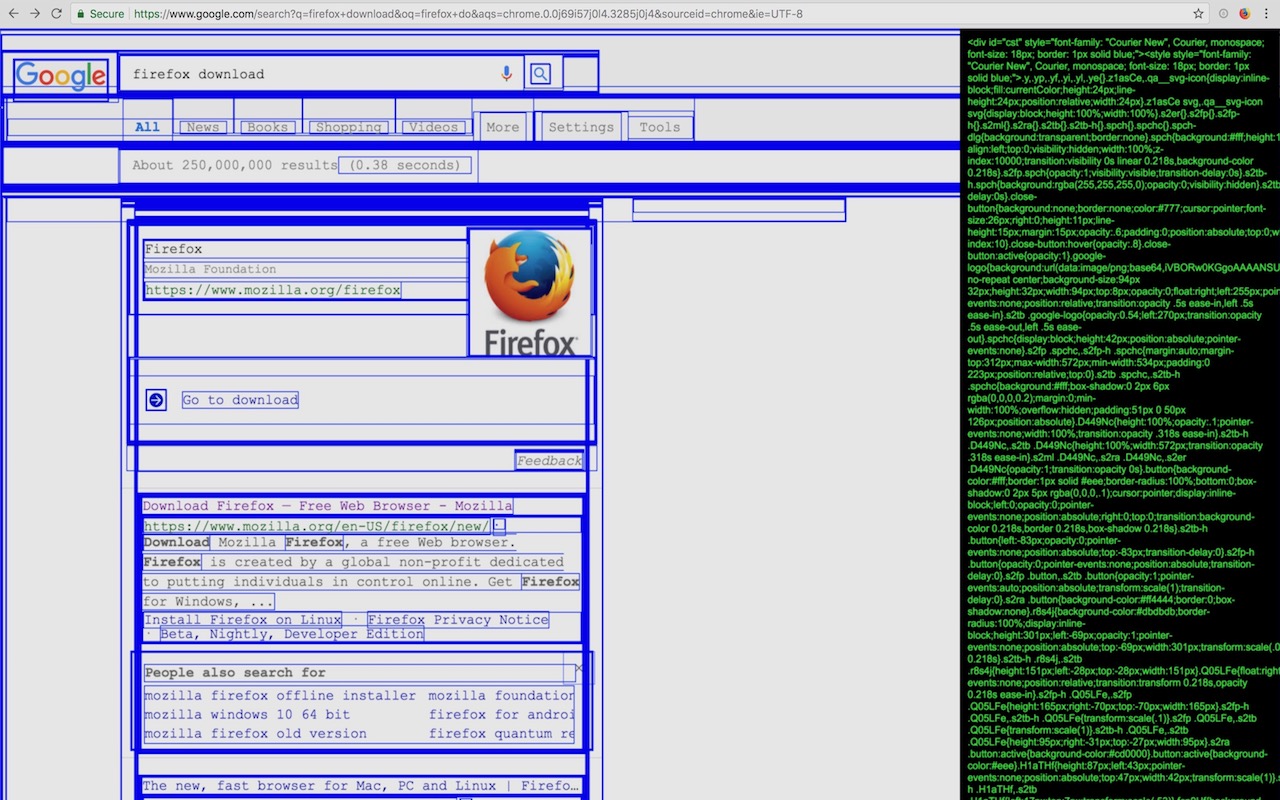 Secure https://www.google.com/search?q=firefox+download&oq=firefox+do&aqs=chrome.0.0j69i57j0l4.3285j0j4&sourceid=chrome&ie=UTF-8
Google firefox download
All News Books Shopping Videos More Settings Tools
About 250,000,000 results (0.38 seconds)
Firefox
Mozilla Foundation
https://www.mozilla.org/firefox
Firefox
Go to download
Feedback
Download Firefox — Free Web Browser - Mozilla
https://www.mozilla.org/en-US/firefox/new/
Download Mozilla Firefox, a free Web browser.
Firefox is created by a global non-profit dedicated
to putting individuals in control online. Get Firefox
for Windows, ...
Install Firefox on Linux · Firefox Privacy Notice
· Beta, Nightly, Developer Edition
People also search for
mozilla firefox offline installer mozilla foundation
mozilla windows 10 64 bit firefox for androi
mozilla firefox old version firefox quantum re
The new, fast browser for Mac, PC and Linux | Firefo…
<div id="cst" style="font-family: "Courier New", Courier, monospace;
font-size: 18px; border: 1px solid blue;"><style style="font-family:
"Courier New", Courier, monospace; font-size: 18px; border: 1px
solid blue;">.y,.yp,.yf,.yi,.yl,.ye{}.z1asCe,.qa__svg-icon{display:inline-
block;fill:currentColor;height:24px;line-
height:24px;position:relative;width:24px}.z1asCe svg,.qa__svg-icon
svg{display:block;height:100%;width:100%}.s2er{}.s2fp{}.s2fp-
h{}.s2ml{}.s2ra{}.s2tb{}.s2tb-h{}.spch{}.spchc{}.spch-
dlg{background:transparent;border:none}.spch{background:#fff;height:1
align:left;top:0;visibility:hidden;width:100%;z-
index:10000;transition:visibility 0s linear 0.218s,background-color
0.218s}.s2fp.spch{opacity:1;visibility:visible;transition-delay:0s}.s2tb-
h.spch{background:rgba(255,255,255,0);opacity:0;visibility:hidden}.s2tb
delay:0s}.close-
button{background:none;border:none;color:#777;cursor:pointer;font-
size:26px;right:0;height:11px;line-
height:15px;margin:15px;opacity:.6;padding:0;position:absolute;top:0;w
index:10}.close-button:hover{opacity:.8}.close-
button:active{opacity:1}.google-
logo{background:url(data:image/png;base64,iVBORw0KGgoAAAANSU
no-repeat center;background-size:94px
32px;height:32px;width:94px;top:8px;opacity:0;float:right;left:255px;poin
events:none;position:relative;transition:opacity .5s ease-in,left .5s
ease-in}.s2tb .google-logo{opacity:0.54;left:270px;transition:opacity
.5s ease-out,left .5s ease-
out}.spchc{display:block;height:42px;position:absolute;pointer-
events:none}.s2fp .spchc,.s2fp-h .spchc{margin:auto;margin-
top:312px;max-width:572px;min-width:534px;padding:0
223px;position:relative;top:0}.s2tb .spchc,.s2tb-h
.spchc{background:#fff;box-shadow:0 2px 6px
rgba(0,0,0,0.2);margin:0;min-
width:100%;overflow:hidden;padding:51px 0 50px
126px;position:absolute}.D449Nc{height:100%;opacity:.1;pointer-
events:none;width:100%;transition:opacity .318s ease-in}.s2tb-h
.D449Nc,.s2tb .D449Nc{height:100%;width:572px;transition:opacity
.318s ease-in}.s2ml .D449Nc,.s2ra .D449Nc,.s2er
.D449Nc{opacity:1;transition:opacity 0s}.button{background-
color:#fff;border:1px solid #eee;border-radius:100%;bottom:0;box-
shadow:0 2px 5px rgba(0,0,0,.1);cursor:pointer;display:inline-
block;left:0;opacity:0;pointer-
events:none;position:absolute;right:0;top:0;transition:background-
color 0.218s,border 0.218s,box-shadow 0.218s}.s2tb-h
.button{left:-83px;opacity:0;pointer-
events:none;position:absolute;top:-83px;transition-delay:0}.s2fp-h
.button{opacity:0;pointer-events:none;position:absolute;transition-
delay:0}.s2fp .button,.s2tb .button{opacity:1;pointer-
events:auto;position:absolute;transform:scale(1);transition-
delay:0}.s2ra .button{background-color:#ff4444;border:0;box-
shadow:none}.r8s4j{background-color:#dbdbdb;border-
radius:100%;display:inline-
block;height:301px;left:-69px;opacity:1;pointer-
events:none;position:absolute;top:-69px;width:301px;transform:scale(.0
0.218s}.s2tb-h .r8s4j,.s2tb
.r8s4j{height:151px;left:-28px;top:-28px;width:151px}.Q05LFe{float:right
events:none;position:relative;transition:transform 0.218s,opacity
0.218s ease-in}.s2fp-h .Q05LFe,.s2fp
.Q05LFe{height:165px;right:-70px;top:-70px;width:165px}.s2fp-h
.Q05LFe,.s2tb-h .Q05LFe{transform:scale(.1)}.s2fp .Q05LFe,.s2tb
.Q05LFe{transform:scale(1)}.s2tb-h .Q05LFe,.s2tb
.Q05LFe{height:95px;right:-31px;top:-27px;width:95px}.s2ra
.button:active{background-color:#cd0000}.button:active{background-
color:#eee}.H1aTHf{height:87px;left:43px;pointer-
events:none;position:absolute;top:47px;width:42px;transform:scale(1)}.s
h .H1aTHf,.s2tb